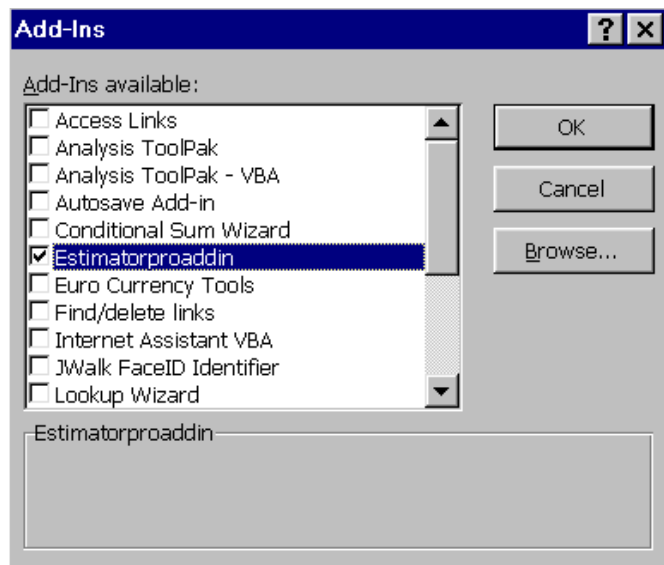 Add-Ins
Add-Ins available:
Access Links
Analysis ToolPak
Analysis ToolPak - VBA
Autosave Add-in
Conditional Sum Wizard
Estimatorproaddin
Euro Currency Tools
Find/delete links
Internet Assistant VBA
JWalk FaceID Identifier
Lookup Wizard
OK
Cancel
Browse...
Estimatorproaddin